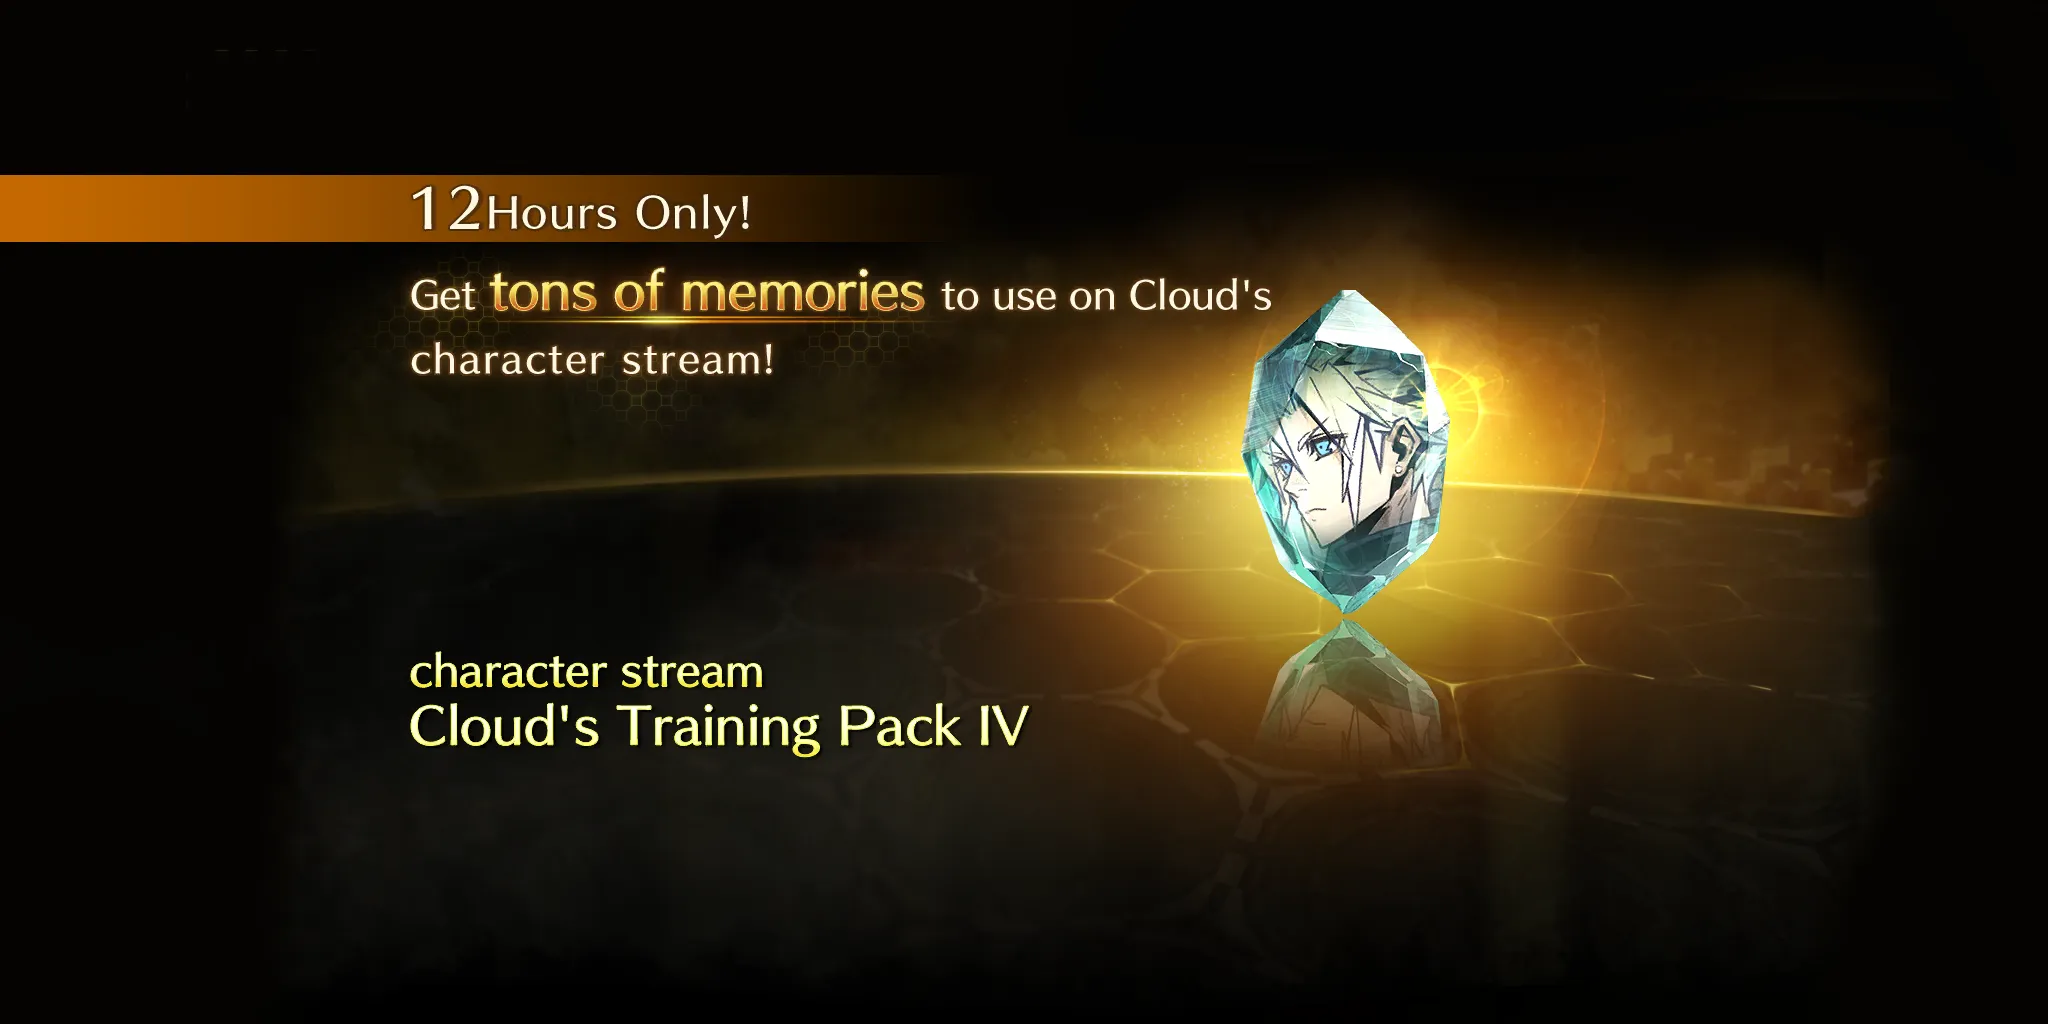 12Hours Only!
Get tons of memories to use on Cloud's
character stream!
character stream
Cloud's Training Pack IV